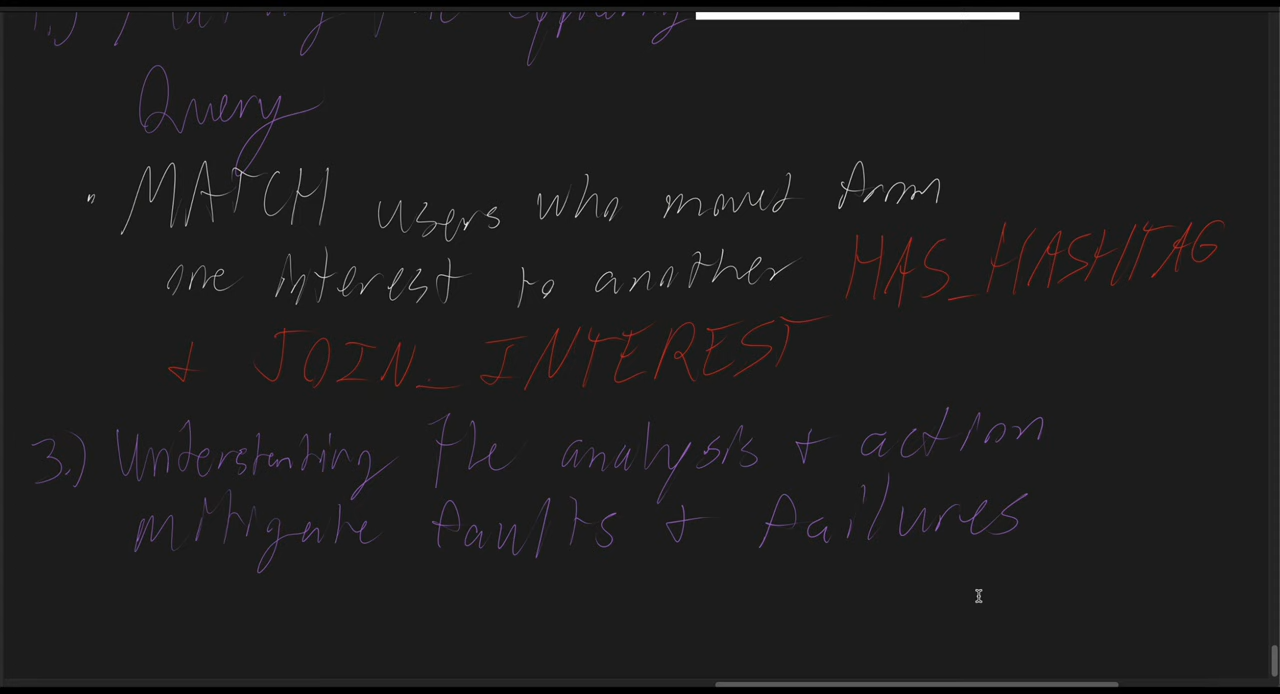 Query
" MATCH users who moved from
one interest to another HAS_HASHTAG
+ JOIN_INTEREST
3.) Understanding the analysis + action
mitigate faults + failures